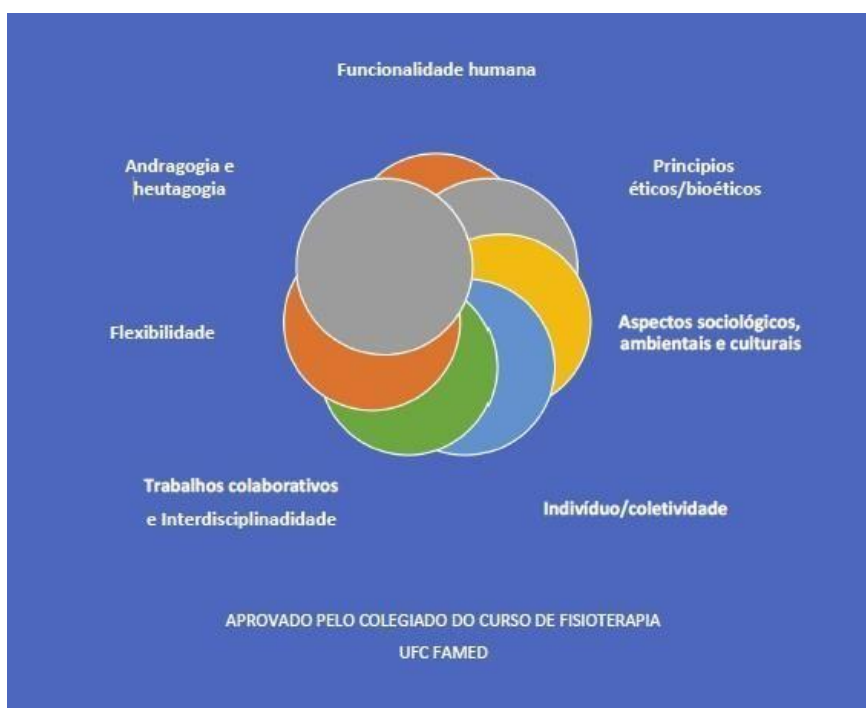 Funcionalidade humana
Andragogia e
heutagogia
Principios
éticos/bioéticos
Flexibilidade
Aspectos sociológicos,
ambientais e culturais
Trabalhos colaborativos
e Interdisciplinadidade
Indivíduo/coletividade
APROVADO PELO COLEGIADO DO CURSO DE FISIOTERAPIA
UFC FAMED